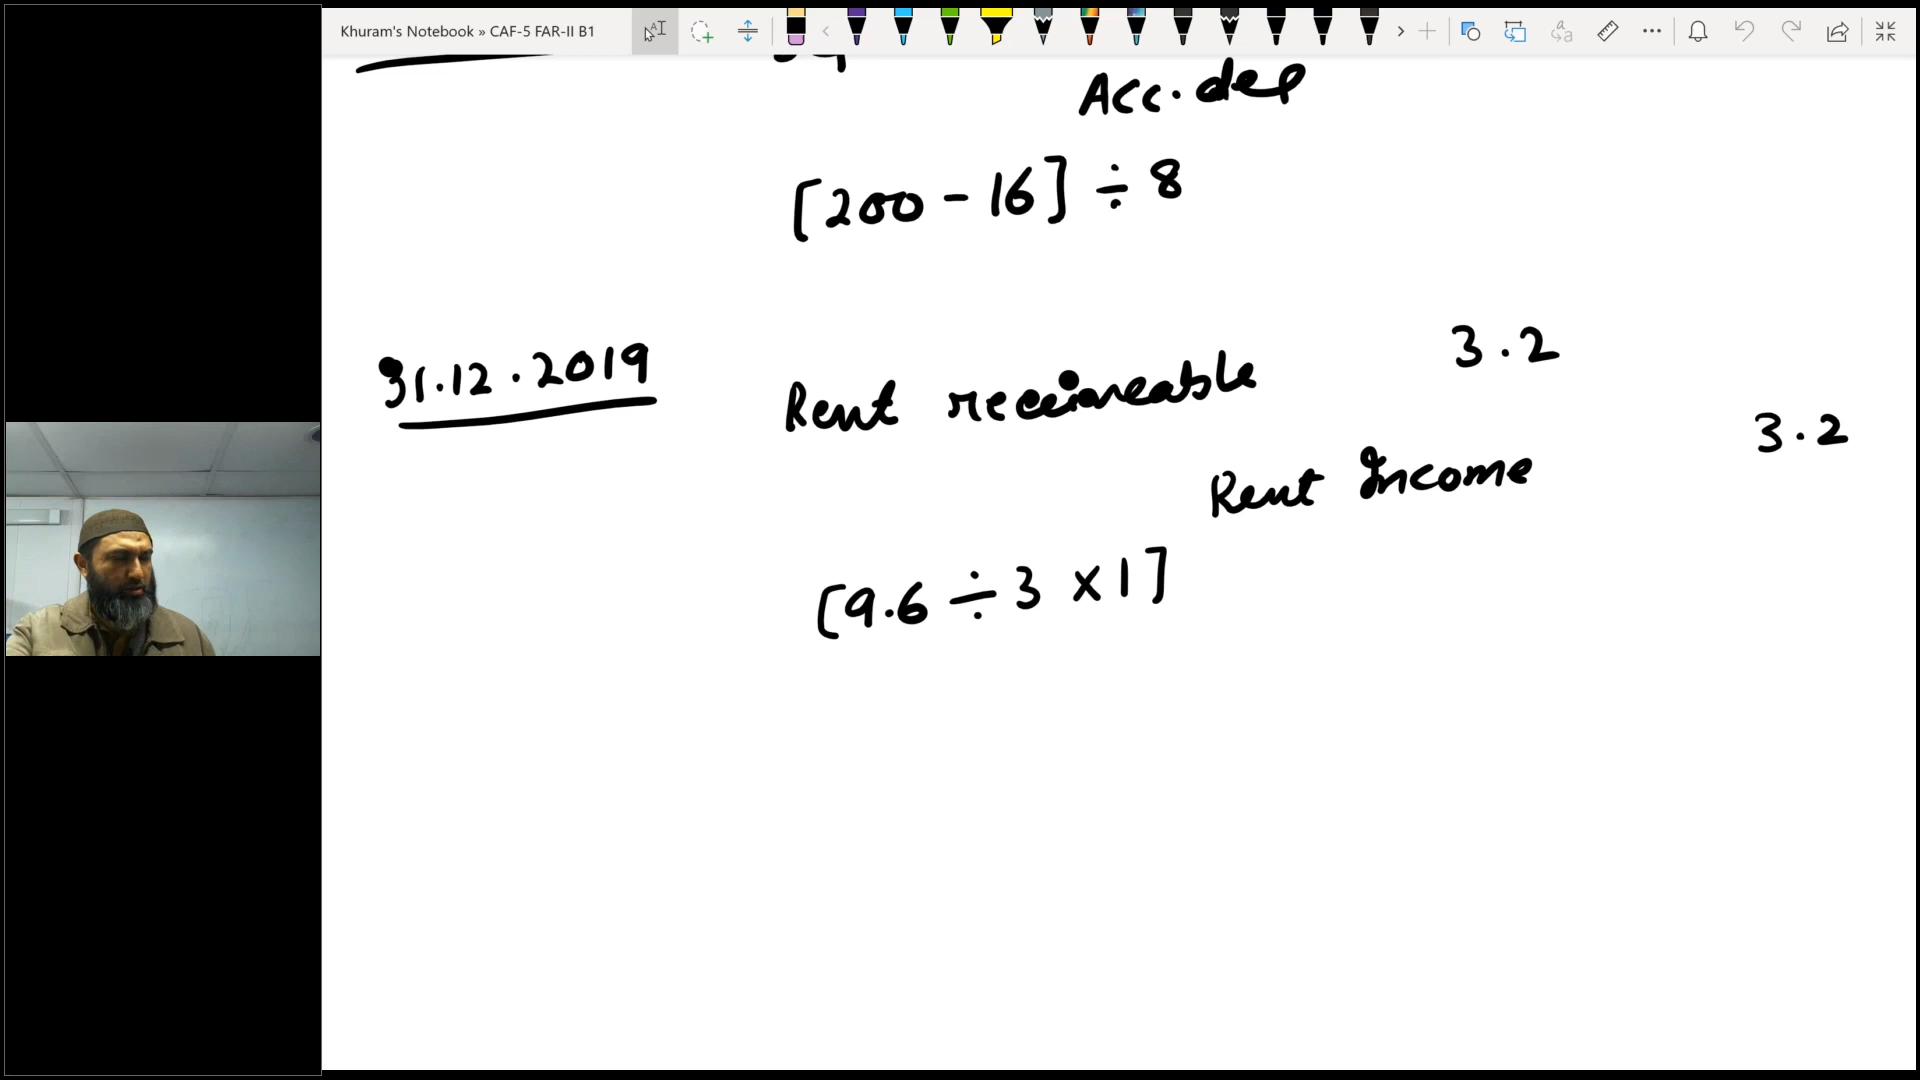 Khuram's Notebook » CAF-5 FAR-II B1
Acc. dep
[200 - 16] ÷ 8
31.12.2019
Rent receiveable 3.2
Rent Income 3.2
[9.6 ÷ 3 × 1]